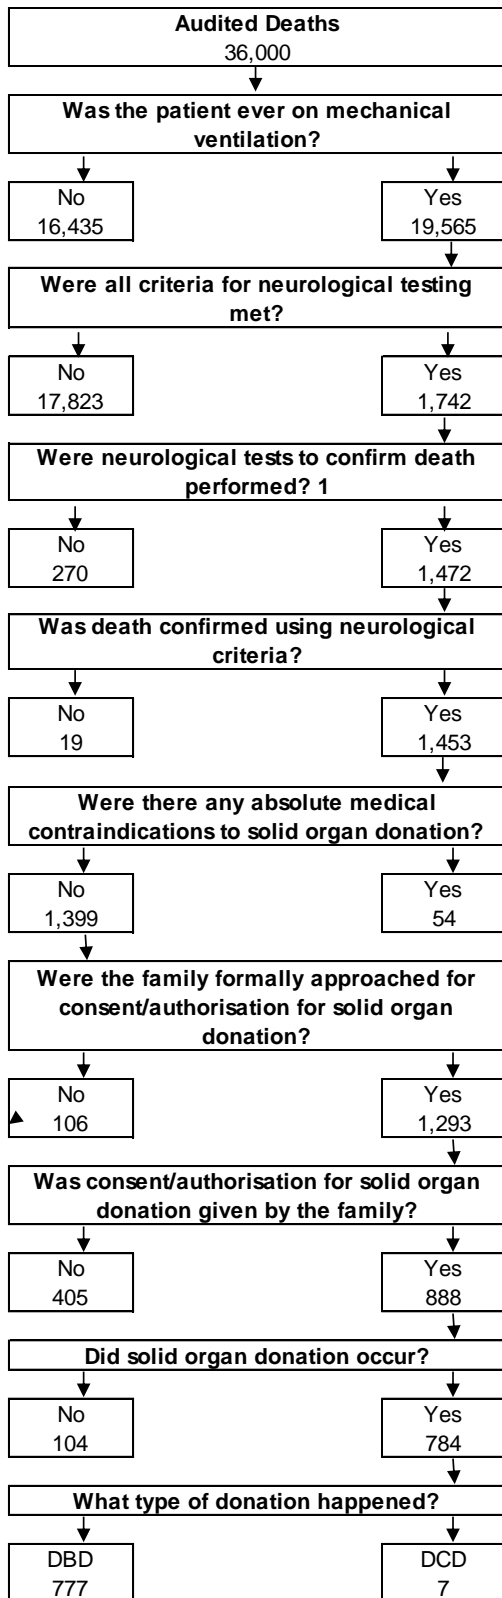 Audited Deaths
36,000
Was the patient ever on mechanical
ventilation?
No
16,435
Yes
19,565
Were all criteria for neurological testing
met?
No
17,823
Yes
1,742
Were neurological tests to confirm death
performed? 1
No
270
Yes
1,472
Was death confirmed using neurological
criteria?
No
19
Yes
1,453
Were there any absolute medical
contraindications to solid organ donation?
No
1,399
Yes
54
Were the family formally approached for
consent/authorisation for solid organ
donation?
No
106
Yes
1,293
Was consent/authorisation for solid organ
donation given by the family?
No
405
Yes
888
Did solid organ donation occur?
No
104
Yes
784
What type of donation happened?
DBD
777
DCD
7